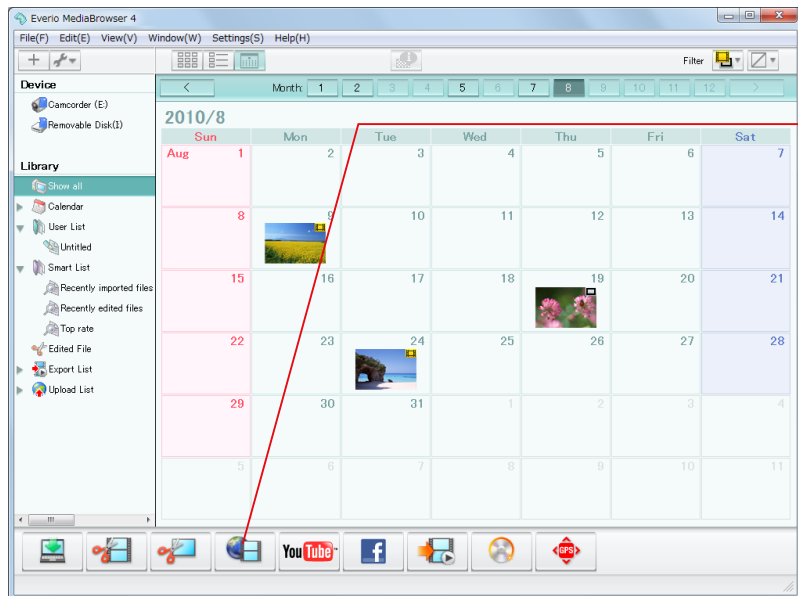 Everio MediaBrowser 4
File(F) Edit(E) View(V) Window(W) Settings(S) Help(H)
Filter
Device
Camcorder (E:)
Removable Disk(I)
Library
Show all
Calendar
User List
Untitled
Smart List
Recently imported files
Recently edited files
Top rate
Edited File
Export List
Upload List
< Month: 1 2 3 4 5 6 7 8 9 10 11 12 >
2010/8
Sun Mon Tue Wed Thu Fri Sat
Aug 1 2 3 4 5 6 7
8 9 10 11 12 13 14
15 16 17 18 19 20 21
22 23 24 25 26 27 28
29 30 31 1 2 3 4
5 6 7 8 9 10 11
YouTube f GPS